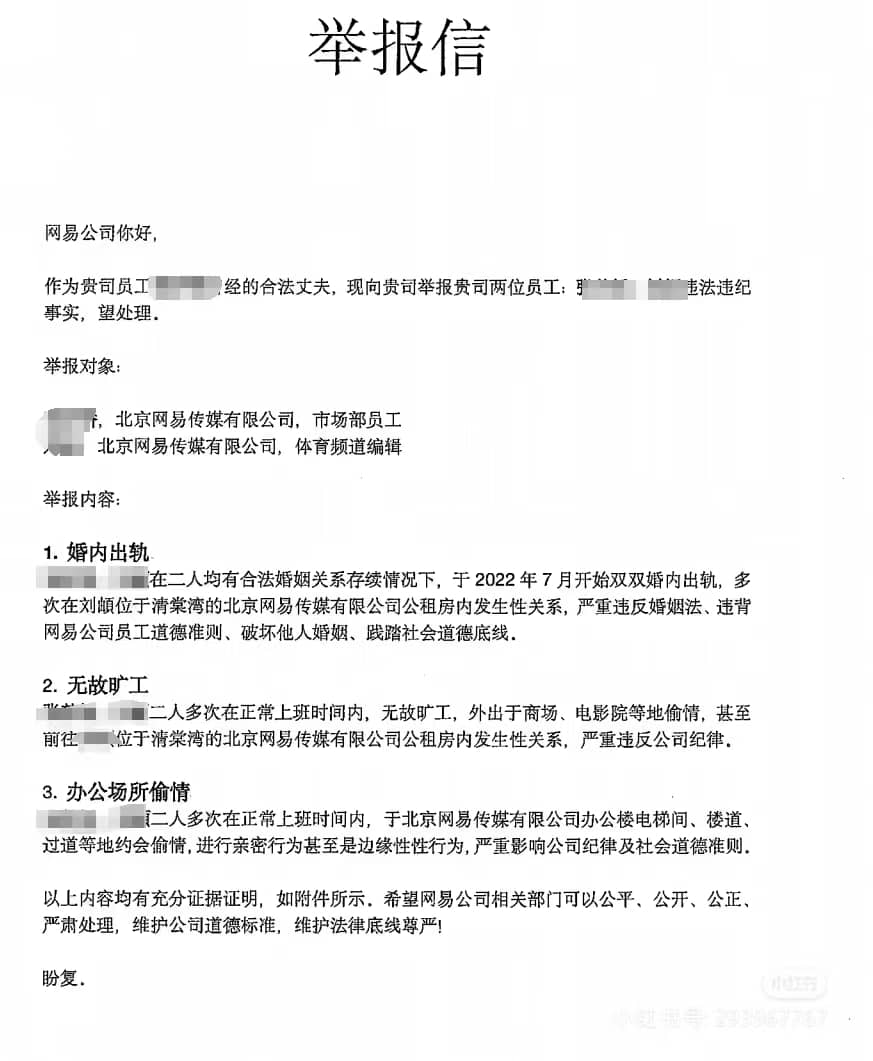 举报信
网易公司你好，
作为贵司员工 经的合法丈夫，现向贵司举报贵司两位员工： 违法违纪
事实，望处理．
举报对象：
，北京网易传媒有限公司，市场部员工
北京网易传媒有限公司，体育频道编辑
举报内容：
1. 婚内出轨
在二人均有合法婚姻关系存续情况下，于 2022 年 7 月开始双双婚内出轨，多
次在刘頔位于清棠湾的北京网易传媒有限公司公租房内发生性关系，严重违反婚姻法、违背
网易公司员工道德准则、破坏他人婚姻、践踏社会道德底线．
2. 无故旷工
二人多次在正常上班时间内，无故旷工，外出于商场、电影院等地偷情，甚至
前往 位于清棠湾的北京网易传媒有限公司公租房内发生性关系，严重违反公司纪律．
3. 办公场所偷情
二人多次在正常上班时间内，于北京网易传媒有限公司办公楼电梯间、楼道、
过道等地约会偷情，进行亲密行为甚至是边缘性性行为，严重影响公司纪律及社会道德准则．
以上内容均有充分证据证明，如附件所示．希望网易公司相关部门可以公平、公开、公正、
严肃处理，维护公司道德标准，维护法律底线尊严！
盼复．
小红书